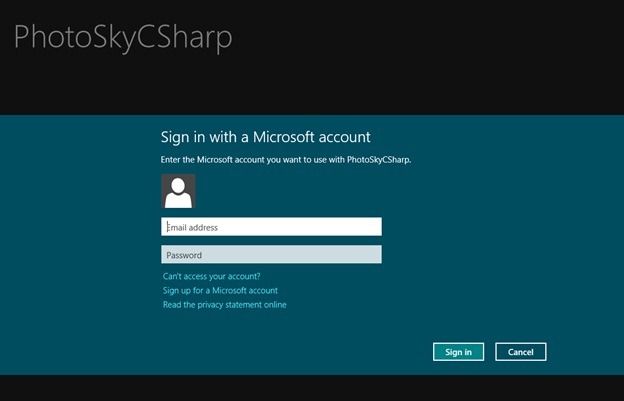 PhotoSkyCSharp
Sign in with a Microsoft account
Enter the Microsoft account you want to use with PhotoSkyCSharp.
Email address
Password
Can't access your account?
Sign up for a Microsoft account
Read the privacy statement online
Sign in
Cancel